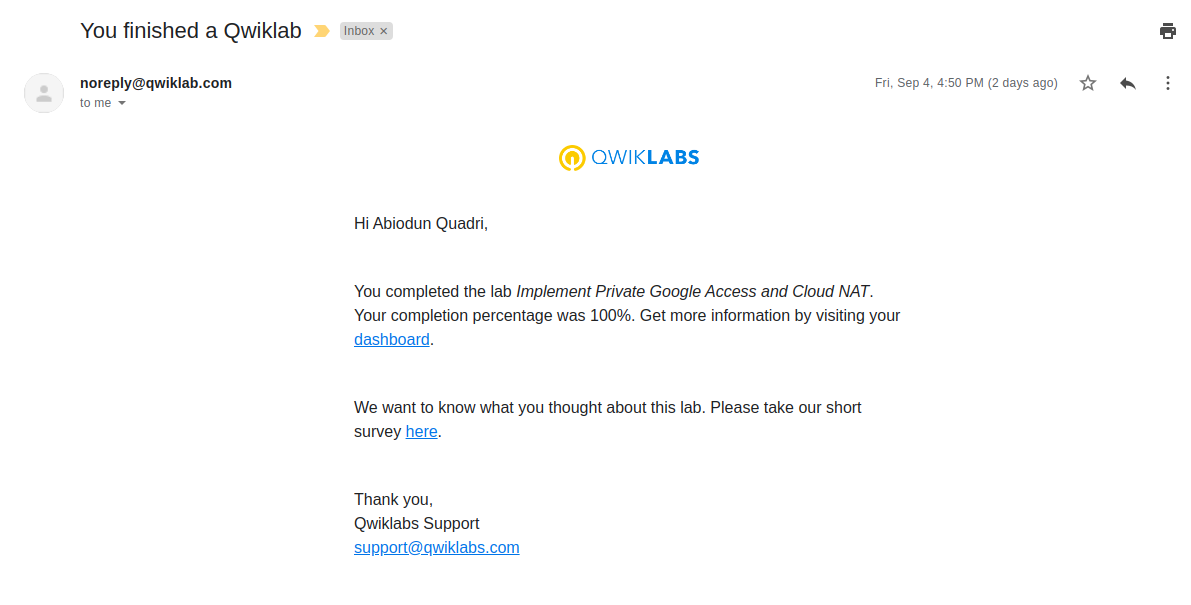 You finished a Qwiklab
Inbox ×
noreply@qwiklab.com
Fri, Sep 4, 4:50 PM (2 days ago)
to me
QWIKLABS
Hi Abiodun Quadri,
You completed the lab Implement Private Google Access and Cloud NAT.
Your completion percentage was 100%. Get more information by visiting your
dashboard.
We want to know what you thought about this lab. Please take our short
survey here.
Thank you,
Qwiklabs Support
support@qwiklabs.com